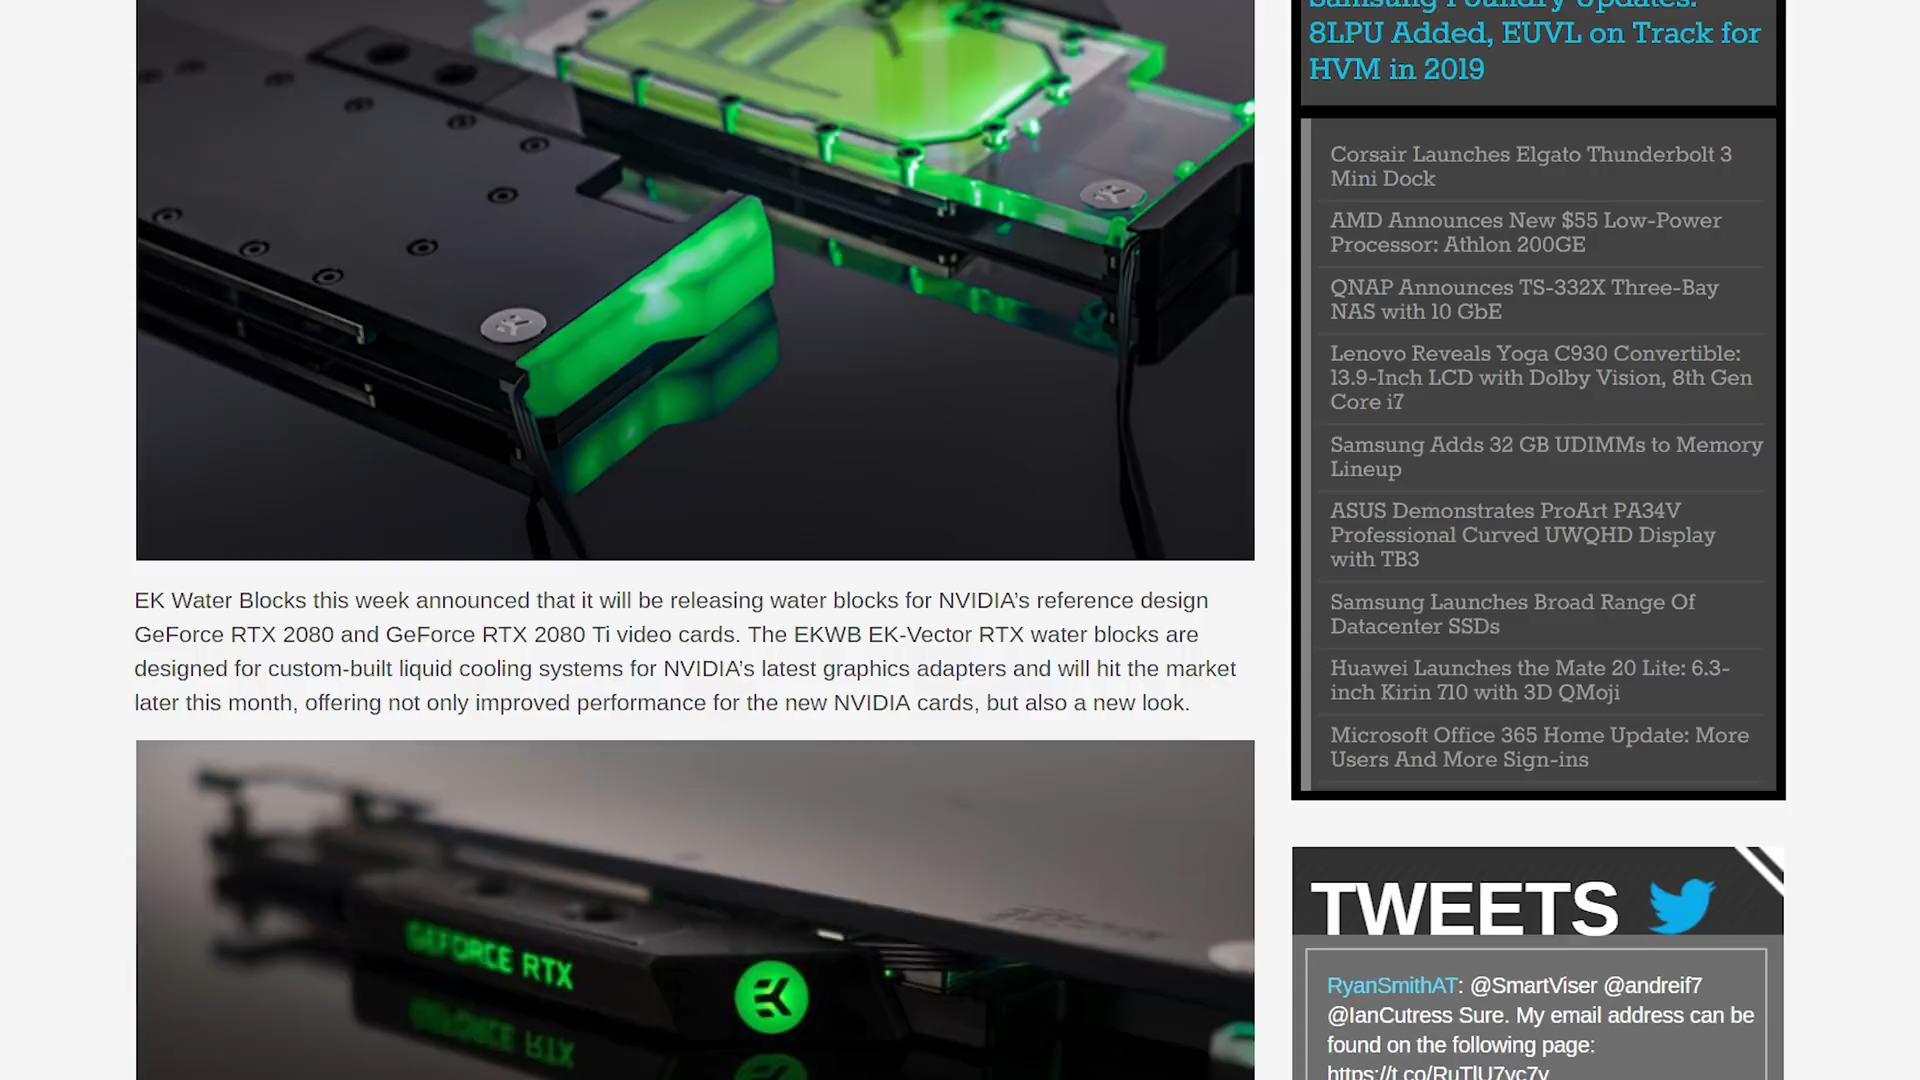 Samsung Foundry Updates:
8LPU Added, EUVL on Track for
HVM in 2019
Corsair Launches Elgato Thunderbolt 3
Mini Dock
AMD Announces New $55 Low-Power
Processor: Athlon 200GE
QNAP Announces TS-332X Three-Bay
NAS with 10 GbE
Lenovo Reveals Yoga C930 Convertible:
13.9-Inch LCD with Dolby Vision, 8th Gen
Core i7
Samsung Adds 32 GB UDIMMs to Memory
Lineup
ASUS Demonstrates ProArt PA34V
Professional Curved UWQHD Display
with TB3
Samsung Launches Broad Range Of
Datacenter SSDs
Huawei Launches the Mate 20 Lite: 6.3-
inch Kirin 710 with 3D QMoji
Microsoft Office 365 Home Update: More
Users And More Sign-ins
EK Water Blocks this week announced that it will be releasing water blocks for NVIDIA’s reference design
GeForce RTX 2080 and GeForce RTX 2080 Ti video cards. The EKWB EK-Vector RTX water blocks are
designed for custom-built liquid cooling systems for NVIDIA’s latest graphics adapters and will hit the market
later this month, offering not only improved performance for the new NVIDIA cards, but also a new look.
GEFORCE RTX
TWEETS
RyanSmithAT: @SmartViser @andreif7
@IanCutress Sure. My email address can be
found on the following page: